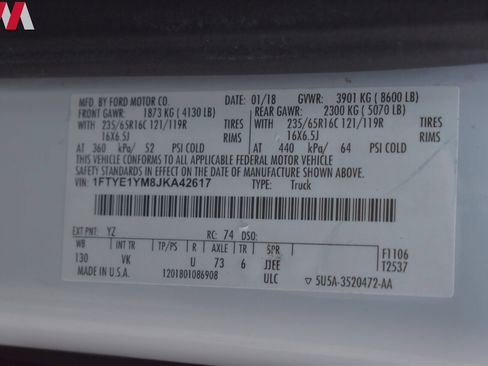 MFD. BY FORD MOTOR CO. DATE: 01/18 GVWR: 3901 KG ( 8600 LB)
FRONT GAWR: 1873 KG ( 4130 LB) REAR GAWR: 2300 KG ( 5070 LB)
WITH 235/65R16C 121/119R TIRES WITH 235/65R16C 121/119R TIRES
16X6.5J RIMS 16X6.5J RIMS
AT 360 kPa/ 52 PSI COLD AT 440 kPa/ 64 PSI COLD
THIS VEHICLE CONFORMS TO ALL APPLICABLE FEDERAL MOTOR VEHICLE
SAFETY STANDARDS IN EFFECT ON THE DATE OF MANUFACTURE SHOWN ABOVE.
VIN: 1FTYE1YM8JKA42617 TYPE: Truck
EXT PNT: YZ RC: 74 DSO:
WB INT TR TP/PS R AXLE TR SPR F1106
130 VK U 73 6 JJEE T2537
MADE IN U.S.A. 1201801086908 ULC ▽ 5U5A-3520472-AA